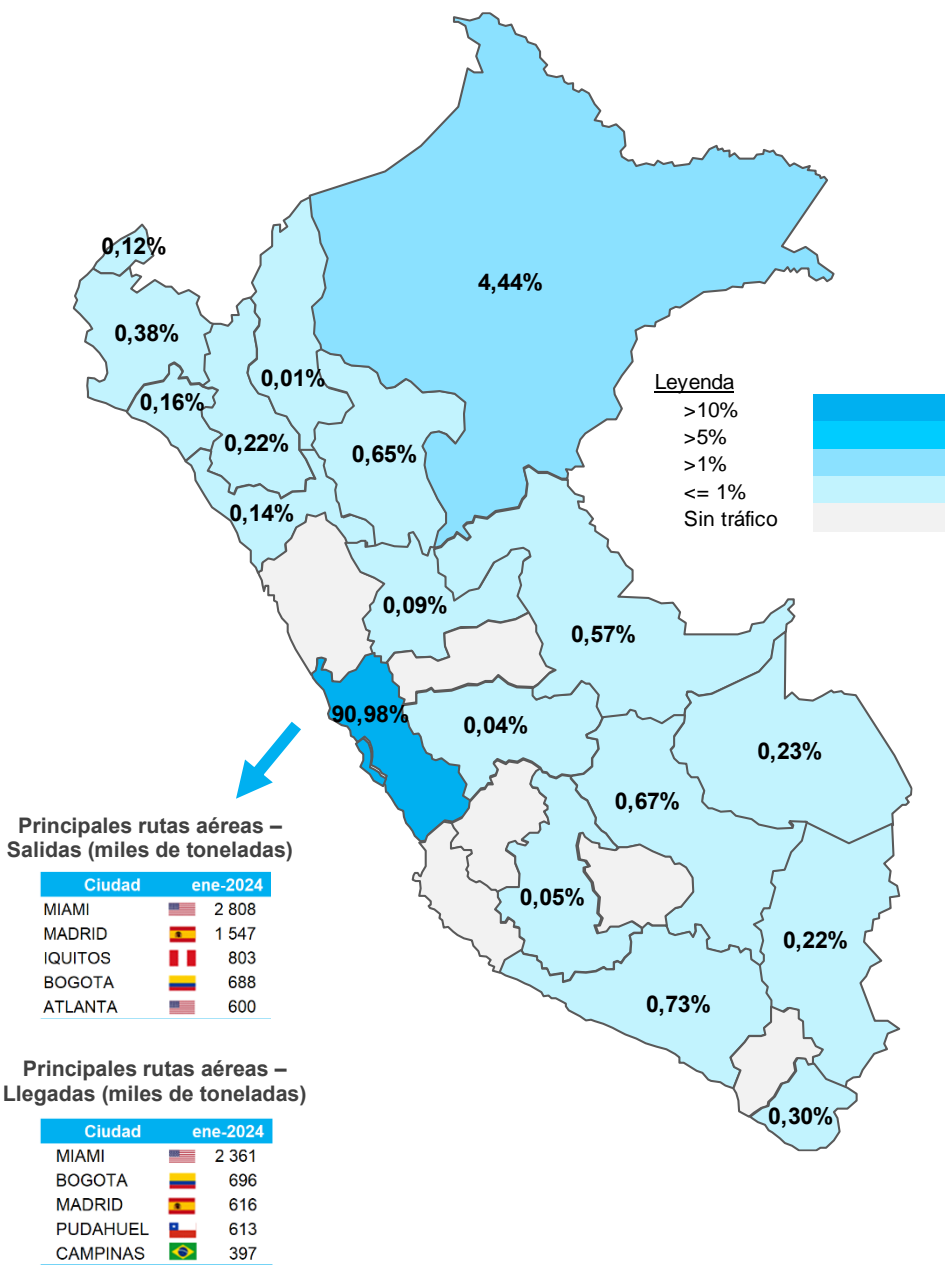 0,12%
4,44%
0,38%
0,01%
0,16%
0,22%
0,65%
0,14%
Leyenda
>10%
>5%
>1%
<= 1%
Sin tráfico
0,09%
0,57%
90,98%
0,04%
0,23%
0,67%
0,05%
0,22%
0,73%
0,30%
Principales rutas aéreas –
Salidas (miles de toneladas)
Ciudad ene-2024
MIAMI 2 808
MADRID 1 547
IQUITOS 803
BOGOTA 688
ATLANTA 600
Principales rutas aéreas –
Llegadas (miles de toneladas)
Ciudad ene-2024
MIAMI 2 361
BOGOTA 696
MADRID 616
PUDAHUEL 613
CAMPINAS 397